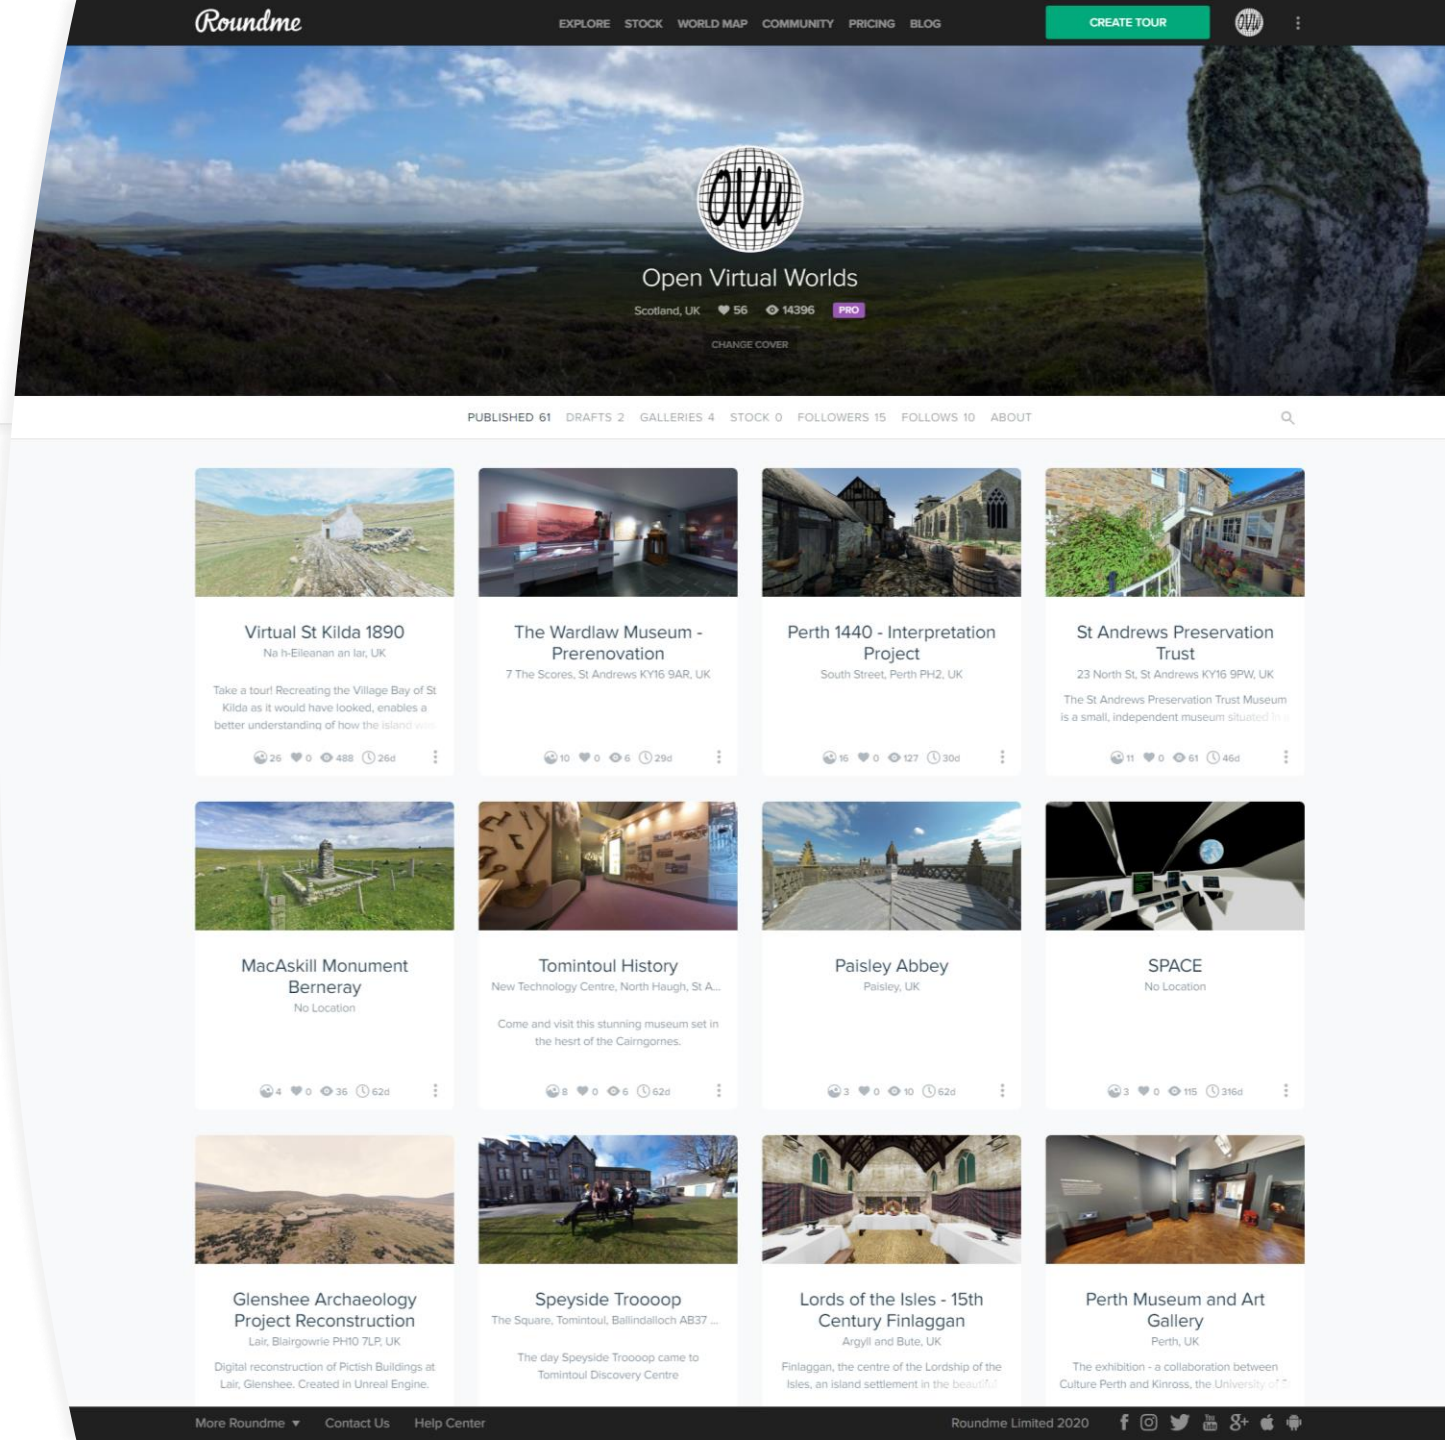 Roundme
EXPLORE STOCK WORLD MAP COMMUNITY PRICING BLOG
CREATE TOUR
OVW
OVW
Open Virtual Worlds
Scotland, UK 56 14396 PRO
CHANGE COVER
PUBLISHED 61 DRAFTS 2 GALLERIES 4 STOCK 0 FOLLOWERS 15 FOLLOWS 10 ABOUT
Virtual St Kilda 1890
Na h-Eileanan an Iar, UK
Take a tour! Recreating the Village Bay of St
Kilda as it would have looked, enables a
better understanding of how the island was
26 0 488 26d
The Wardlaw Museum -
Prerenovation
7 The Scores, St Andrews KY16 9AR, UK
10 0 6 29d
Perth 1440 - Interpretation
Project
South Street, Perth PH2, UK
16 0 127 30d
St Andrews Preservation
Trust
23 North St, St Andrews KY16 9PW, UK
The St Andrews Preservation Trust Museum
is a small, independent museum situated
11 0 61 46d
MacAskill Monument
Berneray
No Location
4 0 36 62d
Tomintoul History
New Technology Centre, North Haugh, St A...
Come and visit this stunning museum set in
the hesrt of the Cairngornes.
8 0 6 62d
Paisley Abbey
Paisley, UK
3 0 10 62d
SPACE
No Location
3 0 115 316d
Glenshee Archaeology
Project Reconstruction
Lair, Blairgowrie PH10 7LP, UK
Digital reconstruction of Pictish Buildings at
Lair, Glenshee. Created in Unreal Engine.
Speyside Troooop
The Square, Tomintoul, Ballindalloch AB37 ...
The day Speyside Troooop came to
Tomintoul Discovery Centre
Lords of the Isles - 15th
Century Finlaggan
Argyll and Bute, UK
Finlaggan, the centre of the Lordship of the
Isles, an island settlement in the beautiful
Perth Museum and Art
Gallery
Perth, UK
The exhibition - a collaboration between
Culture Perth and Kinross, the University of
More Roundme Contact Us Help Center
Roundme Limited 2020